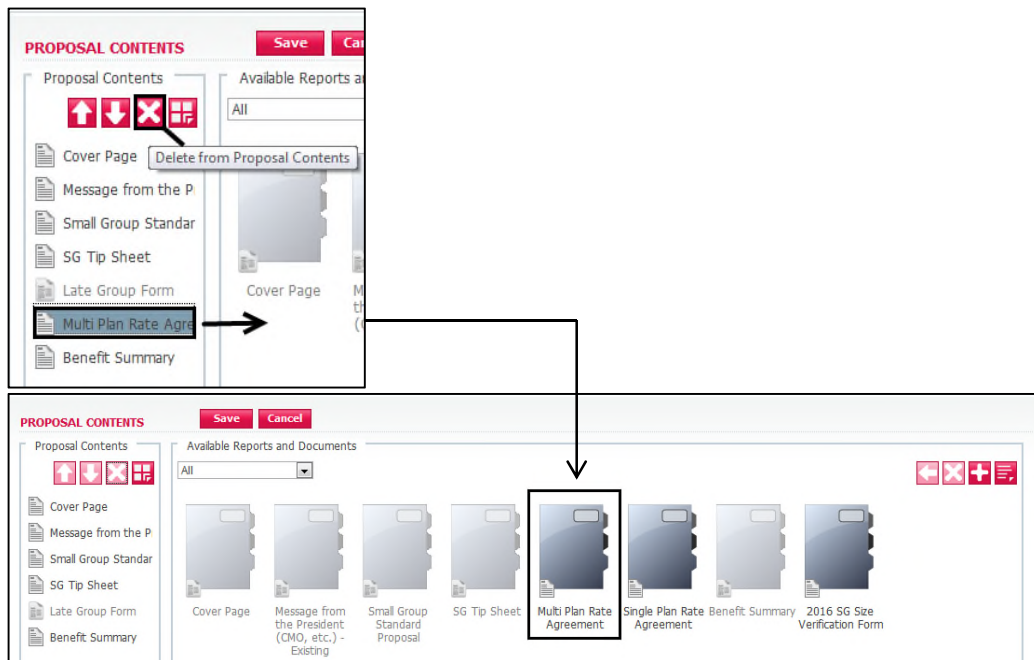 PROPOSAL CONTENTS
Save
Ca
Proposal Contents
Available Reports a
All
Delete from Proposal Contents
Cover Page
Message from the P
Small Group Standar
SG Tip Sheet
Late Group Form
Multi Plan Rate Agre
Benefit Summary
Cover Page
M
th
(C
PROPOSAL CONTENTS
Save
Cancel
Proposal Contents
Available Reports and Documents
All
Cover Page
Message from the P
Small Group Standar
SG Tip Sheet
Late Group Form
Benefit Summary
Cover Page
Message from
the President
(CMO, etc.) -
Existing
Small Group
Standard
Proposal
SG Tip Sheet
Multi Plan Rate
Agreement
Single Plan Rate
Agreement
Benefit Summary
2016 SG Size
Verification Form